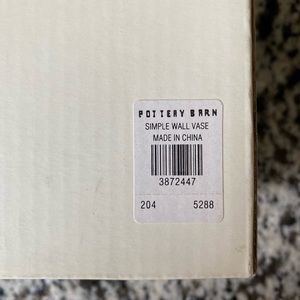 POTTERY BARN
SIMPLE WALL VASE
MADE IN CHINA
3872447
204 5288